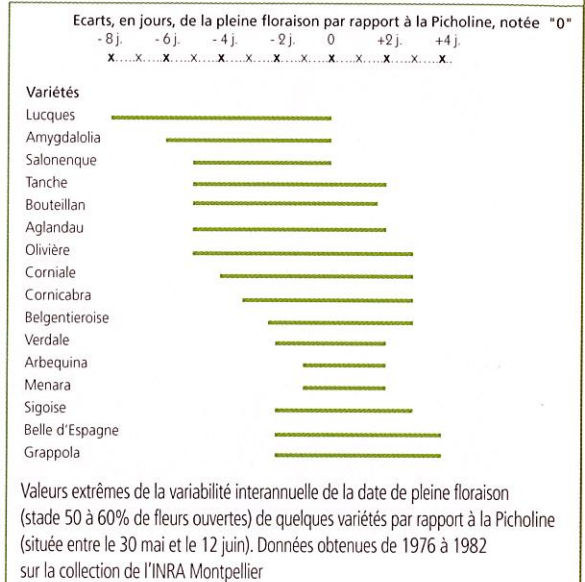 Ecarts, en jours, de la pleine floraison par rapport à la Picholine, notée "0"
- 8 j. - 6 j. - 4 j. - 2 j. 0 +2 j. +4 j.
x.....x....x.....x....x.....x....x.....x....x.....x....x.....x....x..
Variétés
Lucques
Amygdalolia
Salonenque
Tanche
Bouteillan
Aglandau
Olivière
Corniale
Cornicabra
Belgentieroise
Verdale
Arbequina
Menara
Sigoise
Belle d'Espagne
Grappola
Valeurs extrêmes de la variabilité interannuelle de la date de pleine floraison
(stade 50 à 60% de fleurs ouvertes) de quelques variétés par rapport à la Picholine
(située entre le 30 mai et le 12 juin). Données obtenues de 1976 à 1982
sur la collection de l'INRA Montpellier